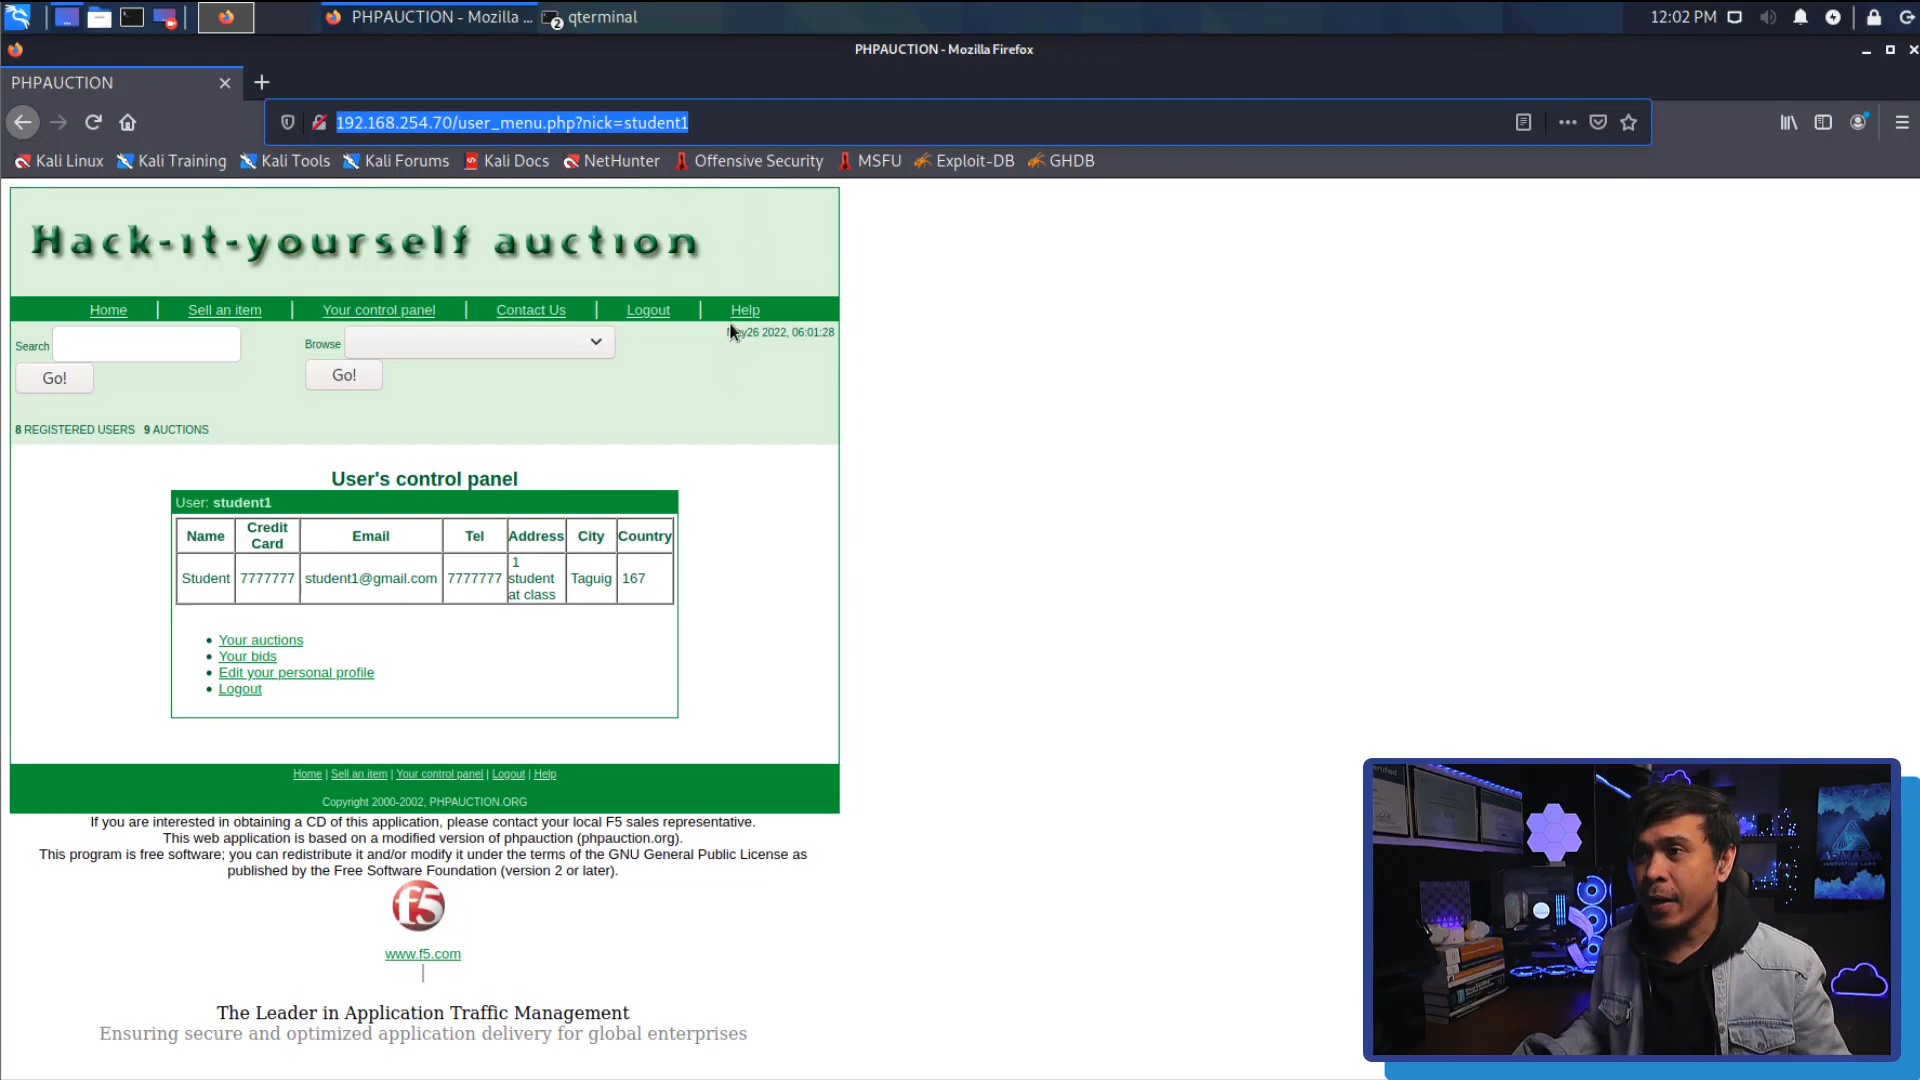 PHPAUCTION - Mozilla ...
2
qterminal
12:02 PM
PHPAUCTION - Mozilla Firefox
PHPAUCTION
192.168.254.70/user_menu.php?nick=student1
Kali Linux Kali Training Kali Tools Kali Forums Kali Docs NetHunter Offensive Security MSFU Exploit-DB GHDB
Hack-it-yourself auction
Home | Sell an item | Your control panel | Contact Us | Logout | Help
26 2022, 06:01:28
Search Browse
Go! Go!
8 REGISTERED USERS 9 AUCTIONS
User's control panel
User: student1
Name Credit Card Email Tel Address City Country
Student 7777777 student1@gmail.com 7777777 1 student at class Taguig 167
Your auctions
Your bids
Edit your personal profile
Logout
Home | Sell an item | Your control panel | Logout | Help
Copyright 2000-2002, PHPAUCTION.ORG
If you are interested in obtaining a CD of this application, please contact your local F5 sales representative.
This web application is based on a modified version of phpauction (phpauction.org).
This program is free software; you can redistribute it and/or modify it under the terms of the GNU General Public License as
published by the Free Software Foundation (version 2 or later).
f5
www.f5.com
|
The Leader in Application Traffic Management
Ensuring secure and optimized application delivery for global enterprises
ARMADA
INNOVATION LABS